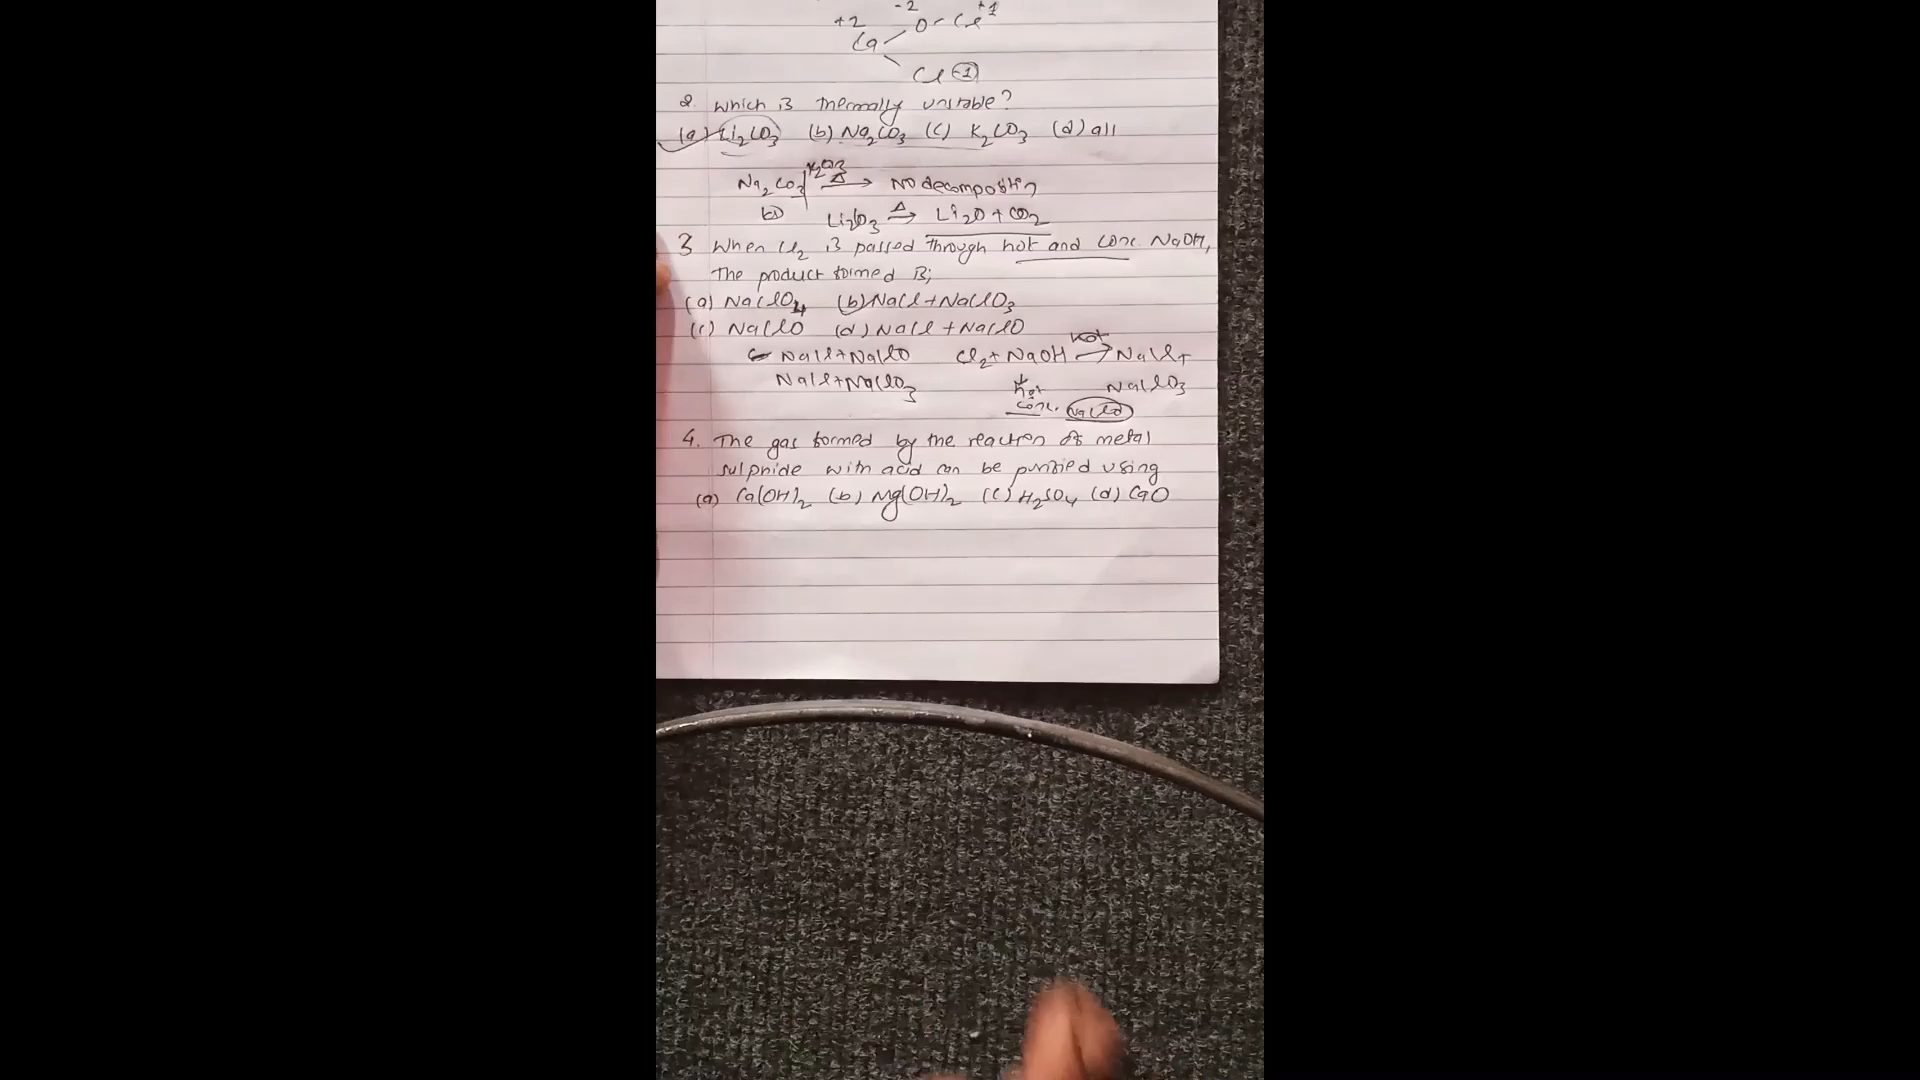 +2 -2 O-Cl +1
Ca
Cl -1
2. Which is thermally unstable?
(a) Li2CO3 (b) Na2CO3 (c) K2CO3 (d) all
Na2CO3 K2CO3 Δ → No decomposition
Li2CO3 Δ → Li2O + CO2
3 When Cl2 is passed through hot and conc. NaOH,
the product formed is;
(a) NaClO4 (b) NaCl+NaClO3
(c) NaClO (d) NaCl + NaClO
NaCl+NaClO Cl2+NaOH hot → NaCl+
NaCl+NaClO3 hot NaClO3
conc.
4. The gas formed by the reaction of metal
sulphide with acid can be purified using
(a) Ca(OH)2 (b) Mg(OH)2 (c) H2SO4 (d) CaO